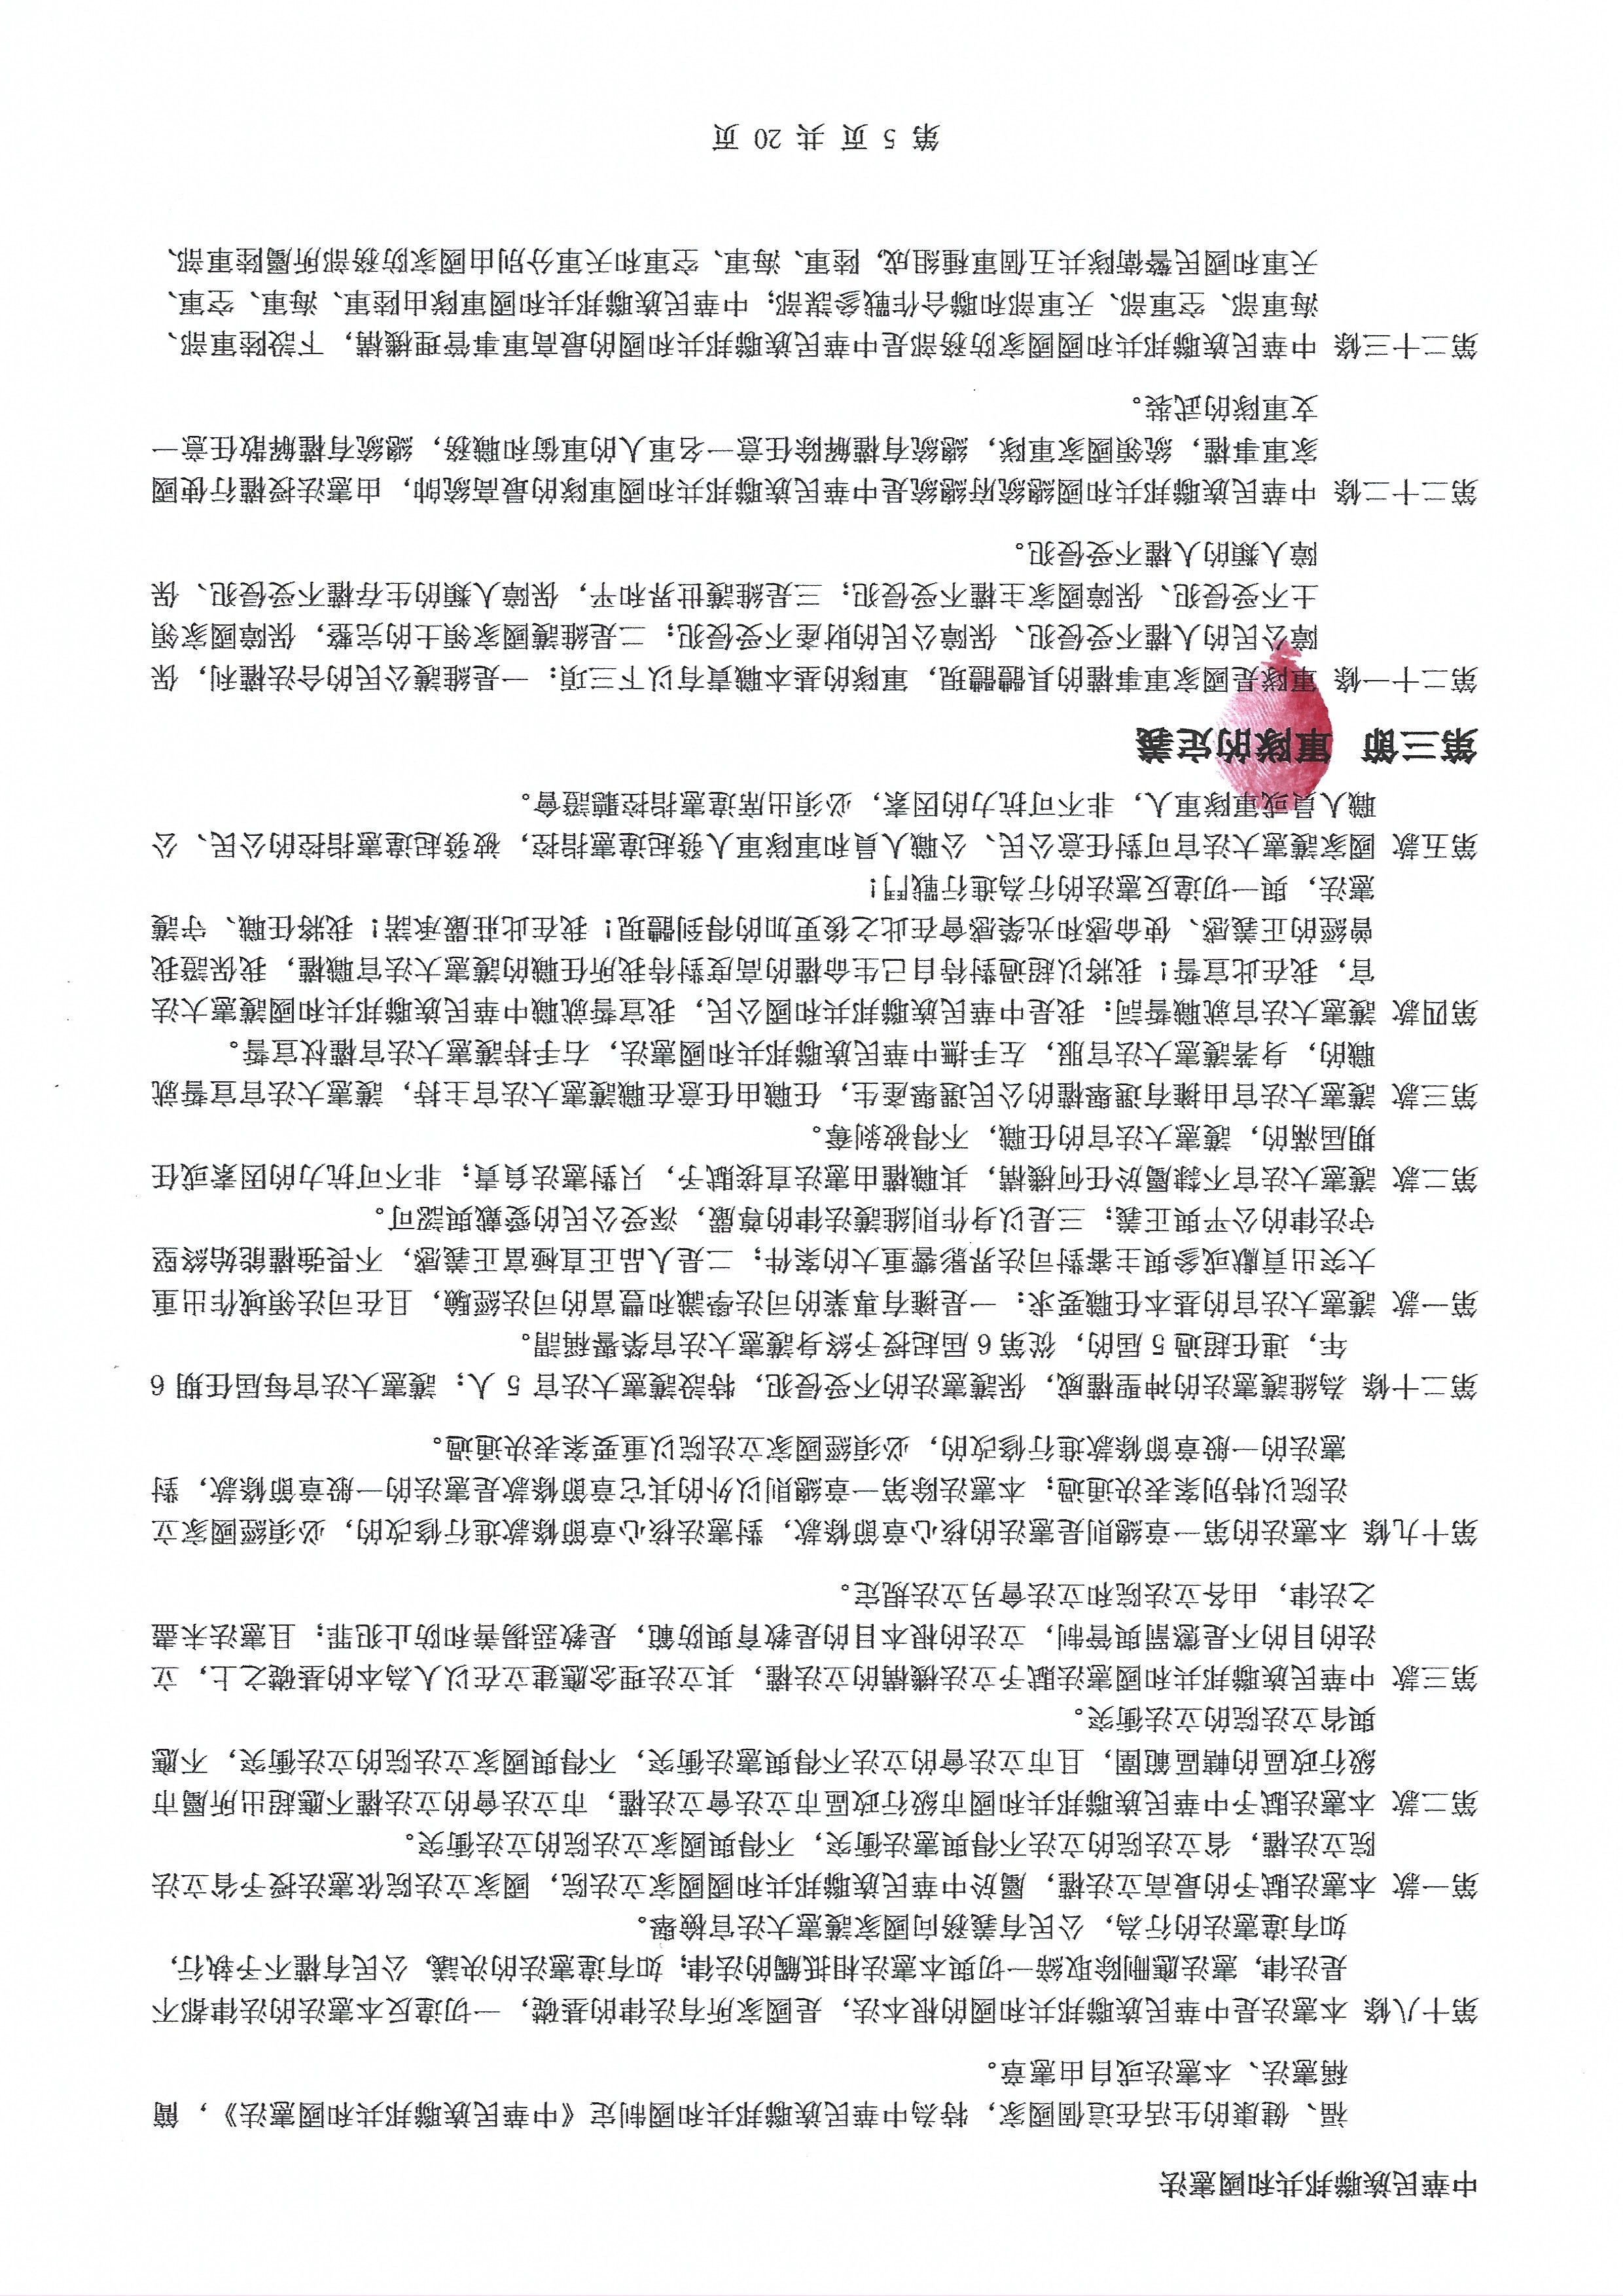 中華民族聯邦共和國憲法
福、健康的生活在這個國家，特為中華民族聯邦共和國制定《中華民族聯邦共和國憲法》，簡
稱憲法、本憲法或自由憲章。
第十八條 本憲法是中華民族聯邦共和國的根本法，是國家所有法律的基礎，一切違反本憲法的法律都不
是法律，憲法應刪除取締一切與本憲法相抵觸的法律；如有違憲法的決議，公民有權不予執行，
如有違憲法的行為，公民有義務向國家護憲大法官檢舉。
第一款 本憲法賦予的最高立法權，屬於中華民族聯邦共和國國家立法院，國家立法院依憲法授予省立法
院立法權，省立法院的立法不得與憲法衝突，不得與國家立法院的立法衝突。
第二款 本憲法賦予中華民族聯邦共和國市級行政區市立法會立法權，市立法會的立法權不應超出所屬市
級行政區的轄區範圍，且市立法會的立法不得與憲法衝突，不得與國家立法院的立法衝突，不應
與省立法院的立法衝突。
第三款 中華民族聯邦共和國憲法賦予立法機構的立法權，其立法理念應建立在以人為本的基礎之上，立
法的目的不是懲罰與管制，立法的根本目的是教育與防範，是教惡揚善和防止犯罪；且憲法未盡
之法律，由各立法院和立法會另立法規定。
第十九條 本憲法的第一章總則是憲法的核心章節條款，對憲法核心章節條款進行修改的，必須經國家立
法院以特別案表決通過；本憲法除第一章總則以外的其它章節條款是憲法的一般章節條款，對
憲法的一般章節條款進行修改的，必須經國家立法院以重要案表決通過。
第二十條 為維護憲法的神聖權威，保護憲法的不受侵犯，特設護憲大法官 5 人；護憲大法官每屆任期 6
年，連任超過 5 屆的，從第 6 屆起授予終身護憲大法官榮譽稱謂。
第一款 護憲大法官的基本任職要求：一是擁有專業的司法學識和豐富的司法經驗，且在司法領域作出重
大突出貢獻或參與主審對司法界影響重大的案件；二是人品正直極富正義感，不畏強權能始終堅
守法律的公平與正義；三是以身作則維護法律的尊嚴，深受公民的愛戴與認可。
第二款 護憲大法官不隸屬於任何機構，其職權由憲法直接賦予，只對憲法負責；非不可抗力的因素或任
期屆滿的，護憲大法官的任職，不得被剝奪。
第三款 護憲大法官由擁有選舉權的公民選舉產生，任職由任意在職護憲大法官主持，護憲大法官宣誓就
職的，身著護憲大法官服，左手撫中華民族聯邦共和國憲法，右手持護憲大法官權杖宣誓。
第四款 護憲大法官就職誓詞：我是中華民族聯邦共和國公民，我宣誓就職中華民族聯邦共和國護憲大法
官，我在此宣誓！我將以超過對待自己生命權的高度對待我所任職的護憲大法官職權，我保證我
曾經的正義感、使命感和光榮感會在此之後更加的得到體現！我在此莊嚴承諾！我將任職、守護
憲法，與一切違反憲法的行為進行戰鬥！
第五款 國家護憲大法官可對任意公民、公職人員和軍隊軍人發起違憲指控，被發起違憲指控的公民、公
職人員或軍隊軍人，非不可抗力的因素，必須出席違憲指控聽證會。
第三節 軍隊的定義
第二十一條 軍隊是國家軍事權的具體體現，軍隊的基本職責有以下三項：一是維護公民的合法權利，保
障公民的人權不受侵犯、保障公民的財產不受侵犯；二是維護國家領土的完整，保障國家領
土不受侵犯、保障國家主權不受侵犯；三是維護世界和平，保障人類的生存權不受侵犯、保
障人類的人權不受侵犯。
第二十二條 中華民族聯邦共和國總統府總統是中華民族聯邦共和國軍隊的最高統帥，由憲法授權行使國
家軍事權，統領國家軍隊，總統有權解除任意一名軍人的軍銜和職務，總統有權解散任意一
支軍隊的武裝。
第二十三條 中華民族聯邦共和國國家防務部是中華民族聯邦共和國的最高軍事管理機構，下設陸軍部、
海軍部、空軍部、天軍部和聯合作戰參謀部；中華民族聯邦共和國軍隊由陸軍、海軍、空軍、
天軍和國民警衛隊共五個軍種組成，陸軍、海軍、空軍和天軍分別由國家防務部所屬陸軍部、
第 5 页 共 20 页